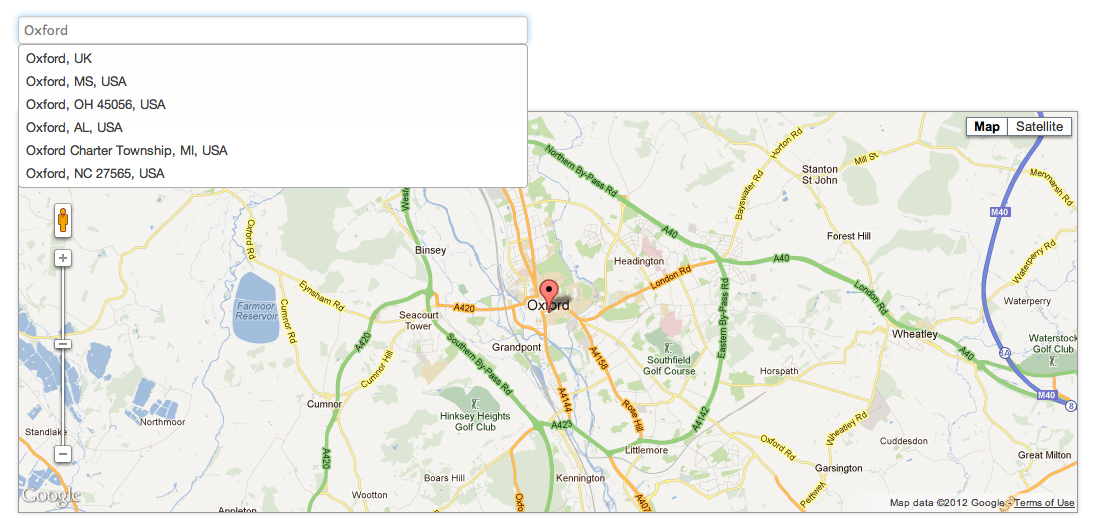 Oxford
Oxford, UK
Oxford, MS, USA
Oxford, OH 45056, USA
Oxford, AL, USA
Oxford Charter Township, MI, USA
Oxford, NC 27565, USA
Map
Satellite
Northern By-Pass Rd
Horton Rd
Mill St
Stanton
St John
Menmarsh Rd
Bayswater Rd
M40
A40
Forest Hill
Oxford Rd
Binsey
Headington
London Rd
A40
Waterperry Rd
Farmoor
Reservoir
Eynsham Rd
Cumnor Rd
A420
Oxford
London Rd
Waterperry
Seacourt
Tower
Eastern By-Pass Rd
Wheatley
6A
Waterstock
Golf Club
A420
Grandpont
A4158
Southfield
Golf Course
A40
Southern By-Pass Rd
Horspath
Cumnor Hill
M40
Cumnor
Hinksey Heights
Golf Club
A4144
Rose Hill
A4142
8
Standlake
Northmoor
A423
Wheatley Rd
Oxford Rd
Cuddesdon
Littlemore
A420
Great Milton
Boars Hill
Kennington
Garsington
Wootton
Google
Map data ©2012 Google - Terms of Use